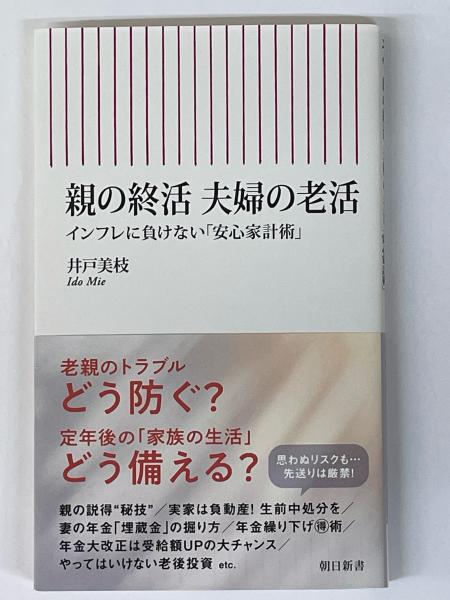 親の終活 夫婦の老活
インフレに負けない「安心家計術」
井戸美枝
Ido Mie
老親のトラブル
どう防ぐ?
定年後の「家族の生活」
どう備える?
思わぬリスクも…
先送りは厳禁!
親の説得“秘技”／実家は負動産! 生前中処分を／
妻の年金「埋蔵金」の掘り方／年金繰り下げ㊝術／
年金大改正は受給額UPの大チャンス／
やってはいけない老後投資 etc.
朝日新書